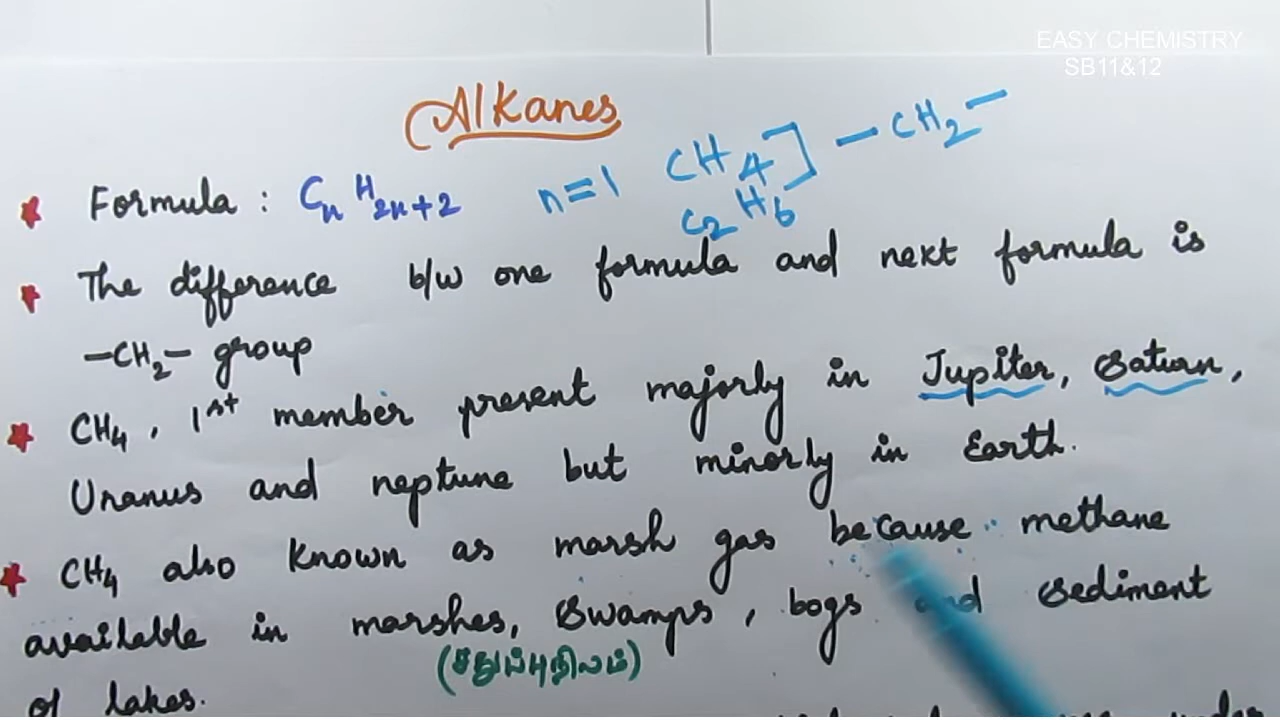 EASY CHEMISTRY
SB11&12
Alkanes
Formula : CnH2n+2 n=1 CH4] -CH2-
C2H6
The difference b/w one formula and next formula is
-CH2- group
CH4, 1st member present majorly in Jupiter, Saturn,
Uranus and neptune but minorly in Earth.
CH4 also known as marsh gas because methane
available in marshes, swamps, bogs and sediment
(சதுப்புநிலம்)
of lakes.